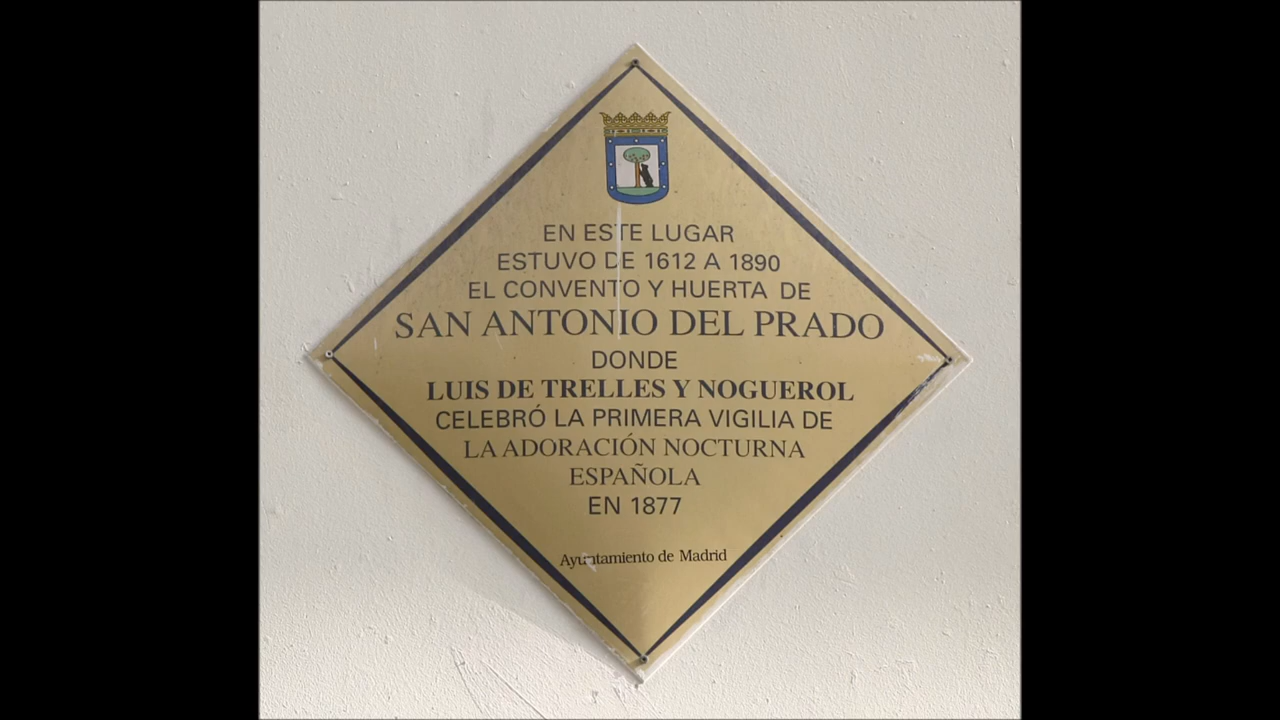 EN ESTE LUGAR
ESTUVO DE 1612 A 1890
EL CONVENTO Y HUERTA DE
SAN ANTONIO DEL PRADO
DONDE
LUIS DE TRELLES Y NOGUEROL
CELEBRÓ LA PRIMERA VIGILIA DE
LA ADORACIÓN NOCTURNA
ESPAÑOLA
EN 1877
Ayuntamiento de Madrid